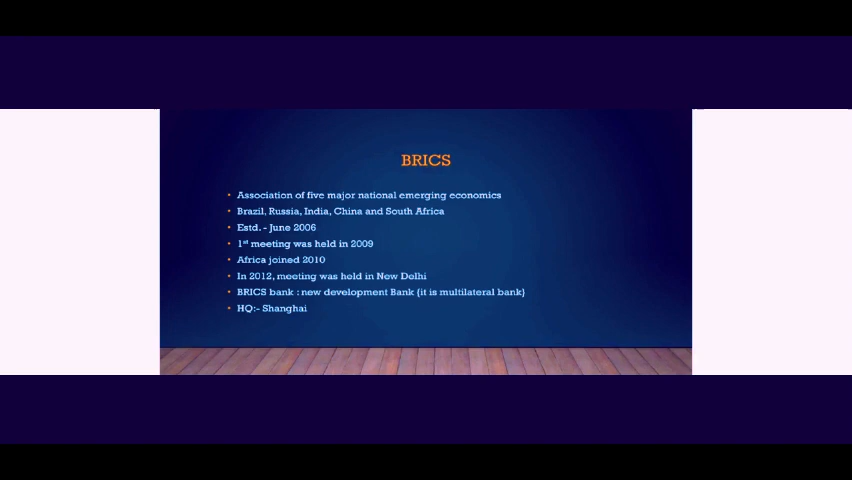 BRICS
• Association of five major national emerging economics
• Brazil, Russia, India, China and South Africa
• Estd. - June 2006
• 1st meeting was held in 2009
• Africa joined 2010
• In 2012, meeting was held in New Delhi
• BRICS bank : new development Bank (it is multilateral bank)
• HQ:- Shanghai